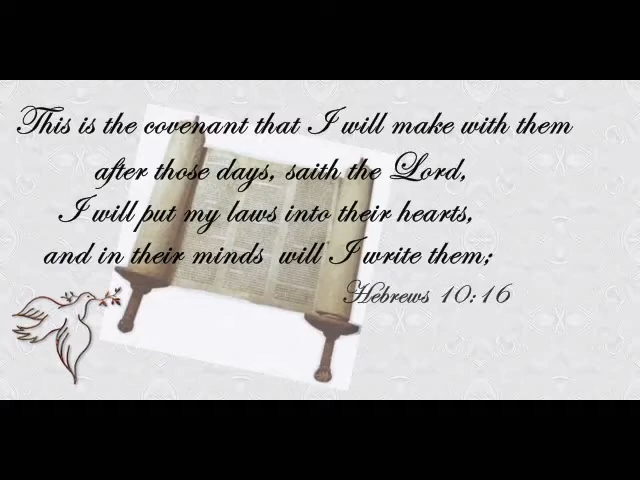 This is the covenant that I will make with them
after those days, saith the Lord,
I will put my laws into their hearts,
and in their minds will I write them;
Hebrews 10:16